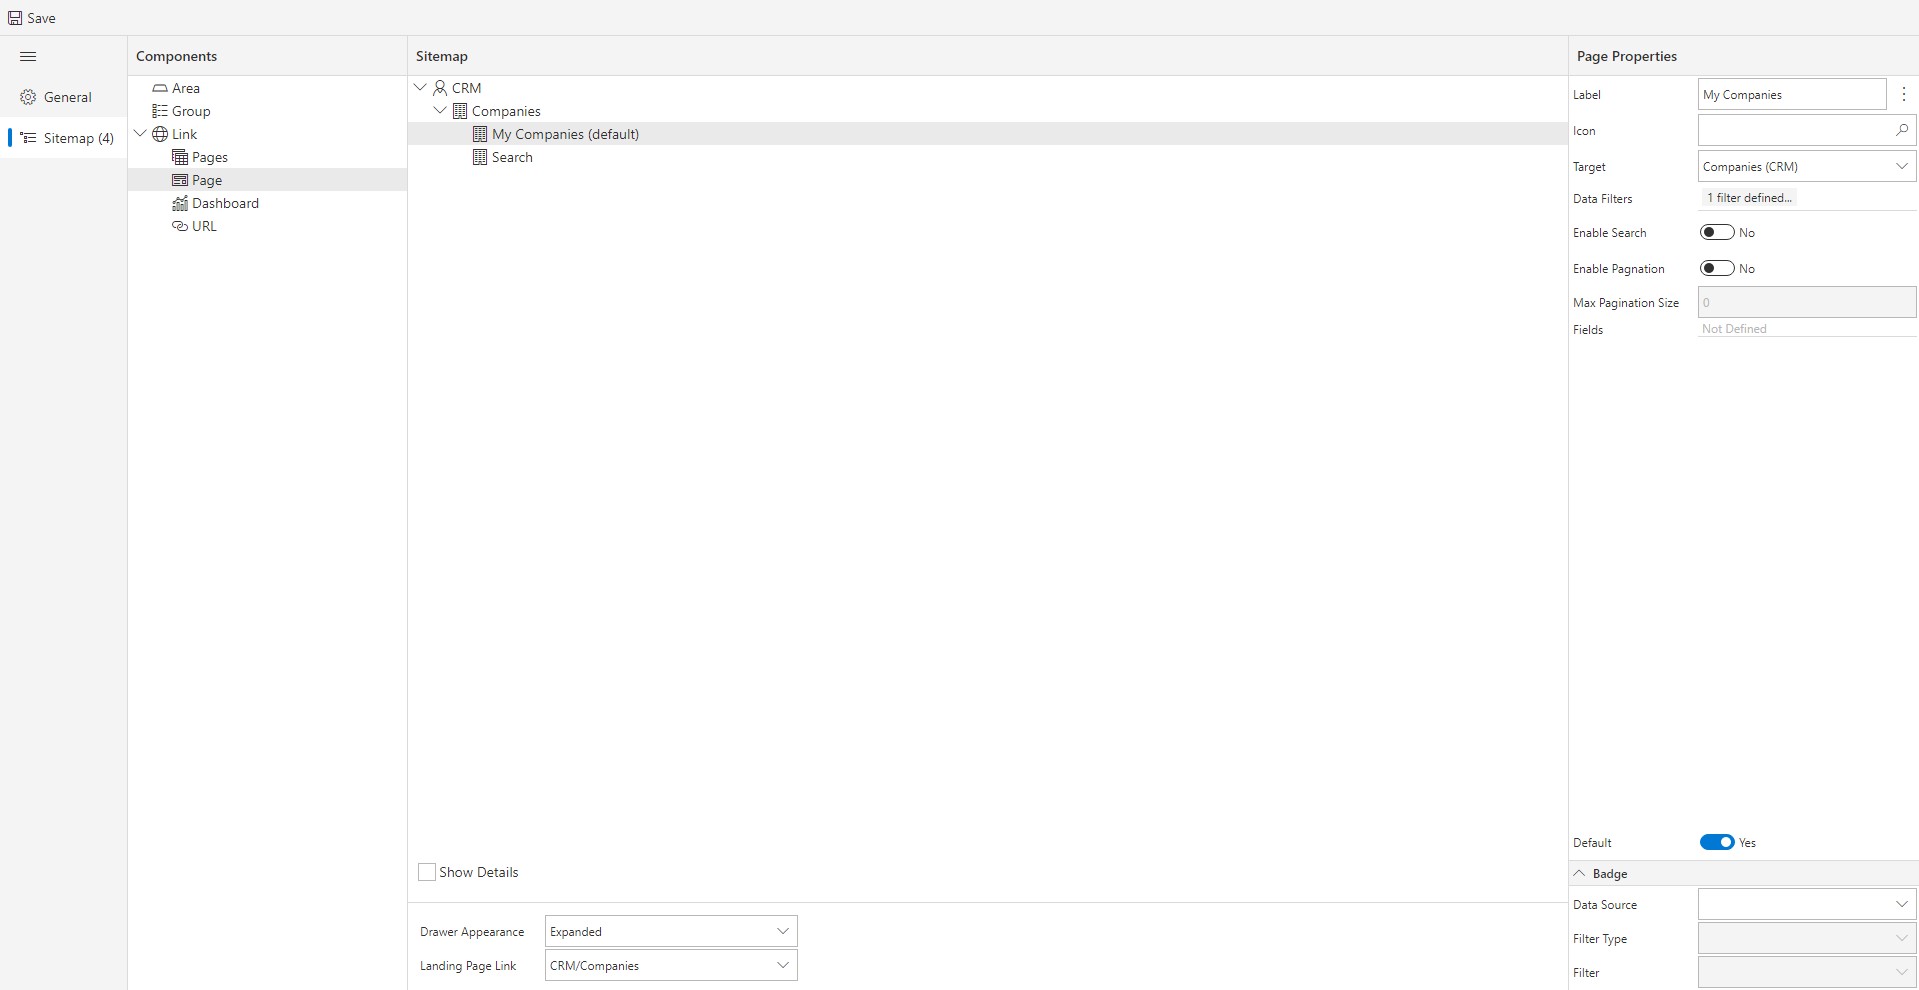 Save
General
Sitemap (4)
Components
Area
Group
Link
Pages
Page
Dashboard
URL
Sitemap
CRM
Companies
My Companies (default)
Search
Show Details
Drawer Appearance Expanded
Landing Page Link CRM/Companies
Page Properties
Label My Companies
Icon
Target Companies (CRM)
Data Filters 1 filter defined...
Enable Search No
Enable Pagnation No
Max Pagination Size 0
Fields Not Defined
Default Yes
Badge
Data Source
Filter Type
Filter